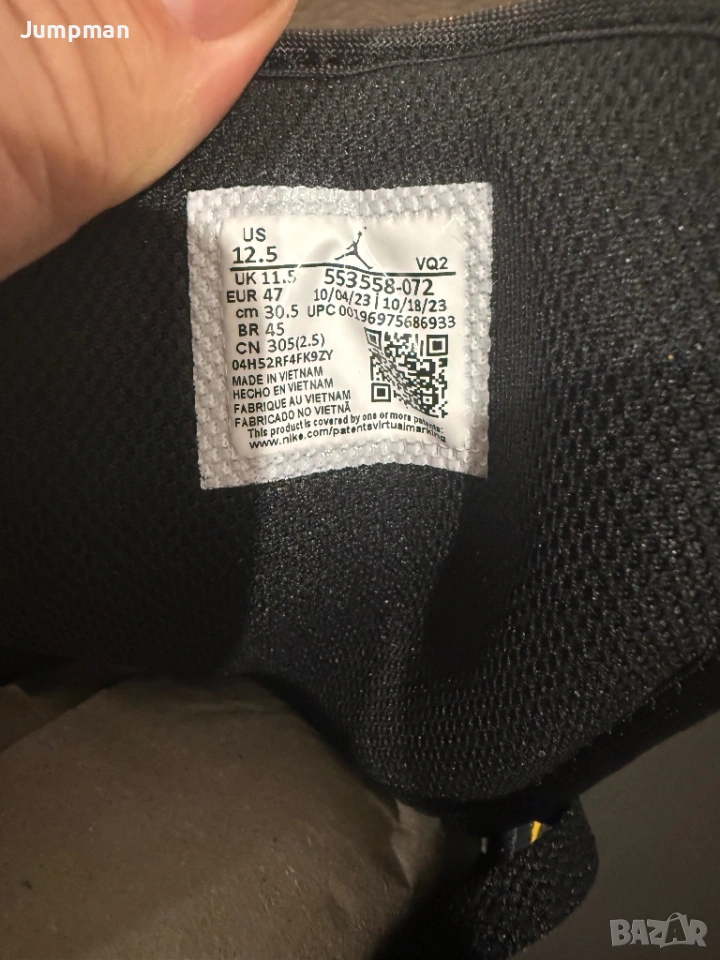 Jumpman
US
12.5
VQ2
UK 11.5 553558-072
EUR 47 10/04/23 | 10/18/23
cm 30.5 UPC 00196975686933
BR 45
CN 305(2.5)
04H52RF4FK9ZY
MADE IN VIETNAM
HECHO EN VIETNAM
FABRIQUE AU VIETNAM
FABRICADO NO VIETNÃ
This product is covered by one or more patents:
www.nike.com/patentsvirtualmarking
BAZAR